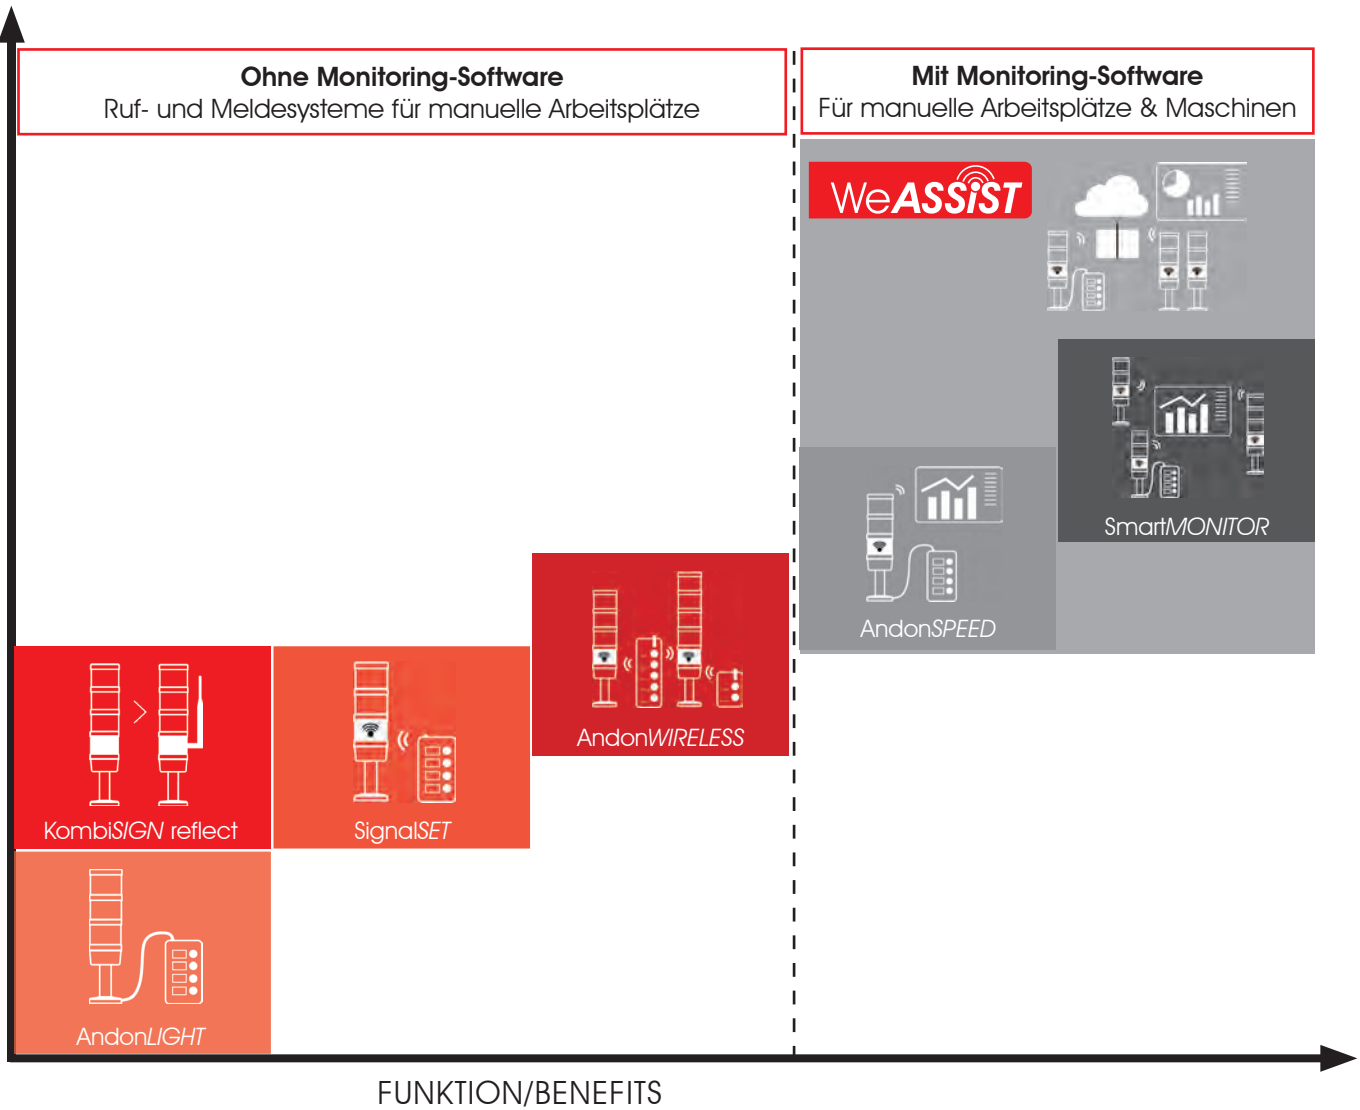 Ohne Monitoring-Software
Ruf- und Meldesysteme für manuelle Arbeitsplätze
Mit Monitoring-Software
Für manuelle Arbeitsplätze & Maschinen
WeASSiST
SmartMONITOR
AndonSPEED
AndonWIRELESS
KombiSIGN reflect
SignalSET
AndonLIGHT
FUNKTION/BENEFITS